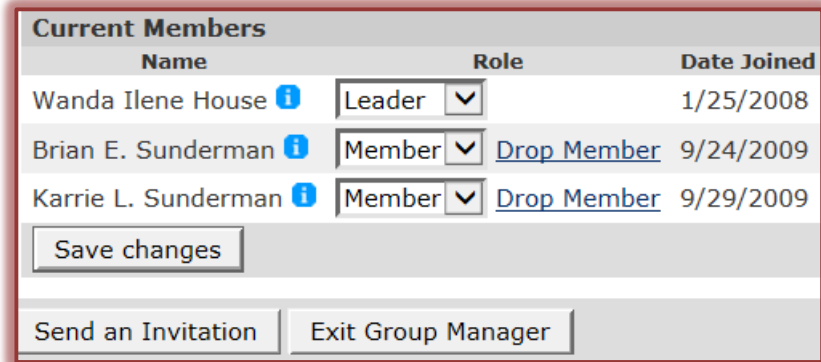 Current Members
Name Role Date Joined
Wanda Ilene House i Leader 1/25/2008
Brian E. Sunderman i Member Drop Member 9/24/2009
Karrie L. Sunderman i Member Drop Member 9/29/2009
Save changes
Send an Invitation Exit Group Manager